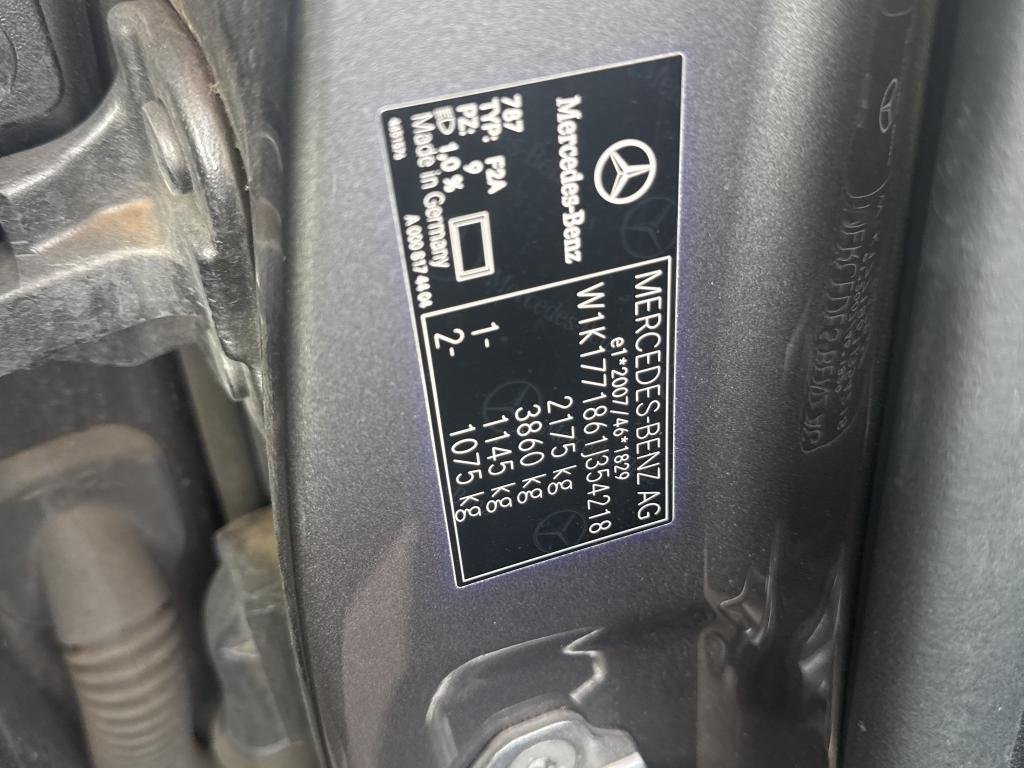 Mercedes-Benz
787
TYP: F2A
PZ: 9
1,0 %
Made in Germany
A 000 817 44 04
MERCEDES-BENZ AG
e1*2007/46*1829
W1K1771861J354218
2175 kg
3860 kg
1- 1145 kg
2- 1075 kg